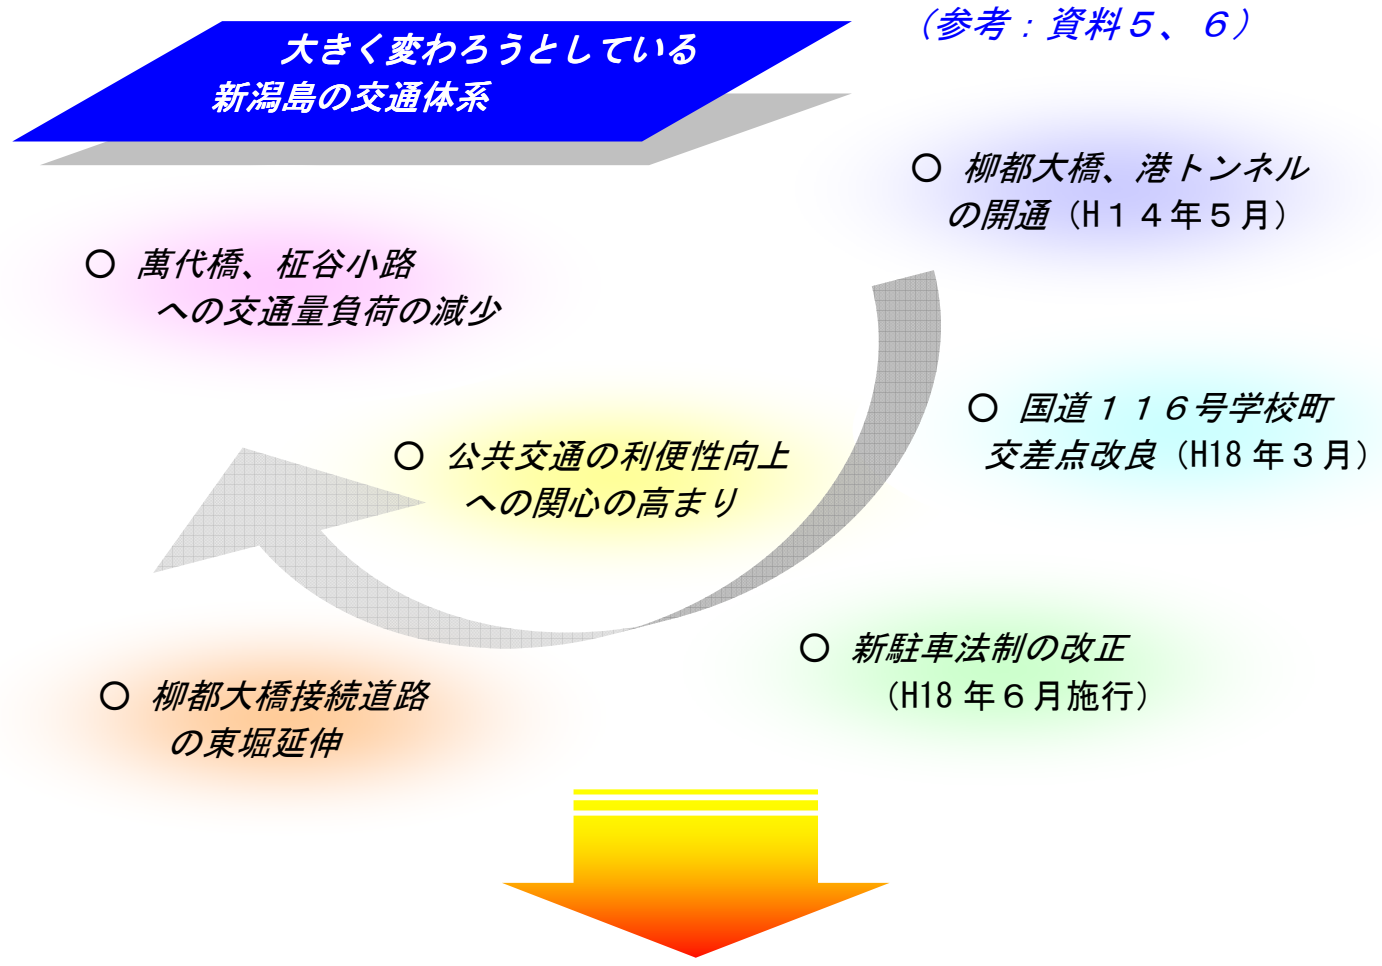 大きく変わろうとしている
新潟島の交通体系
（参考：資料５、６）
○ 柳都大橋、港トンネル
の開通（H１４年５月）
○ 萬代橋、柾谷小路
への交通量負荷の減少
○ 国道１１６号学校町
交差点改良（H18 年３月）
○ 公共交通の利便性向上
への関心の高まり
○ 新駐車法制の改正
（H18 年６月施行）
○ 柳都大橋接続道路
の東堀延伸